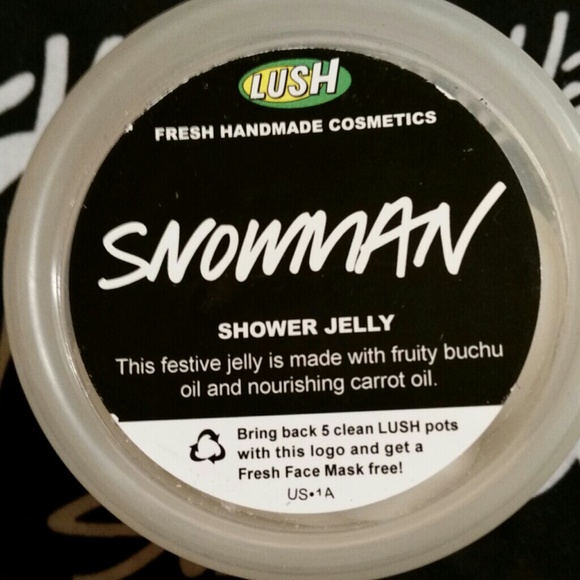 LUSH
FRESH HANDMADE COSMETICS
SNOWMAN
SHOWER JELLY
This festive jelly is made with fruity buchu
oil and nourishing carrot oil.
Bring back 5 clean LUSH pots
with this logo and get a
Fresh Face Mask free!
US•1A